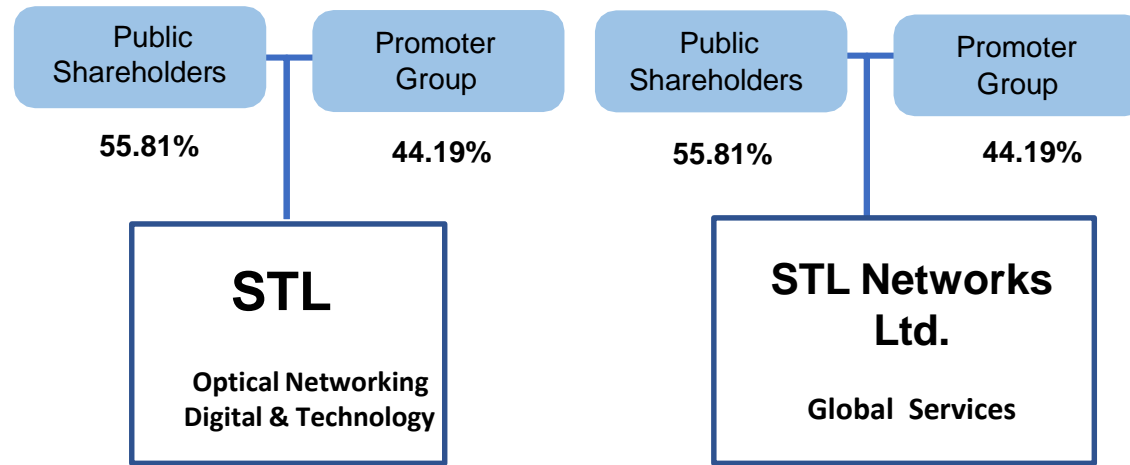 Public
Shareholders
Promoter
Group
55.81%
44.19%
STL
Optical Networking
Digital & Technology
Public
Shareholders
Promoter
Group
55.81%
44.19%
STL Networks
Ltd.
Global Services